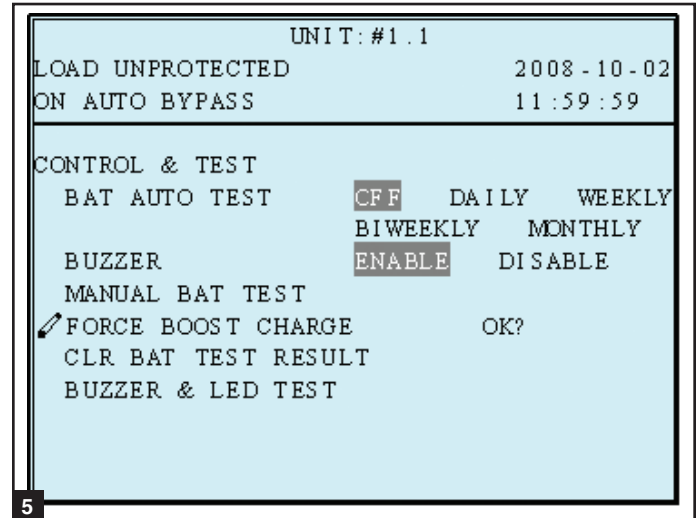 UNIT:#1.1
LOAD UNPROTECTED 2008-10-02
ON AUTO BYPASS 11:59:59
CONTROL & TEST
BAT AUTO TEST CFF DAILY WEEKLY
BIWEEKLY MONTHLY
BUZZER ENABLE DISABLE
MANUAL BAT TEST
FORCE BOOST CHARGE OK?
CLR BAT TEST RESULT
BUZZER & LED TEST
5